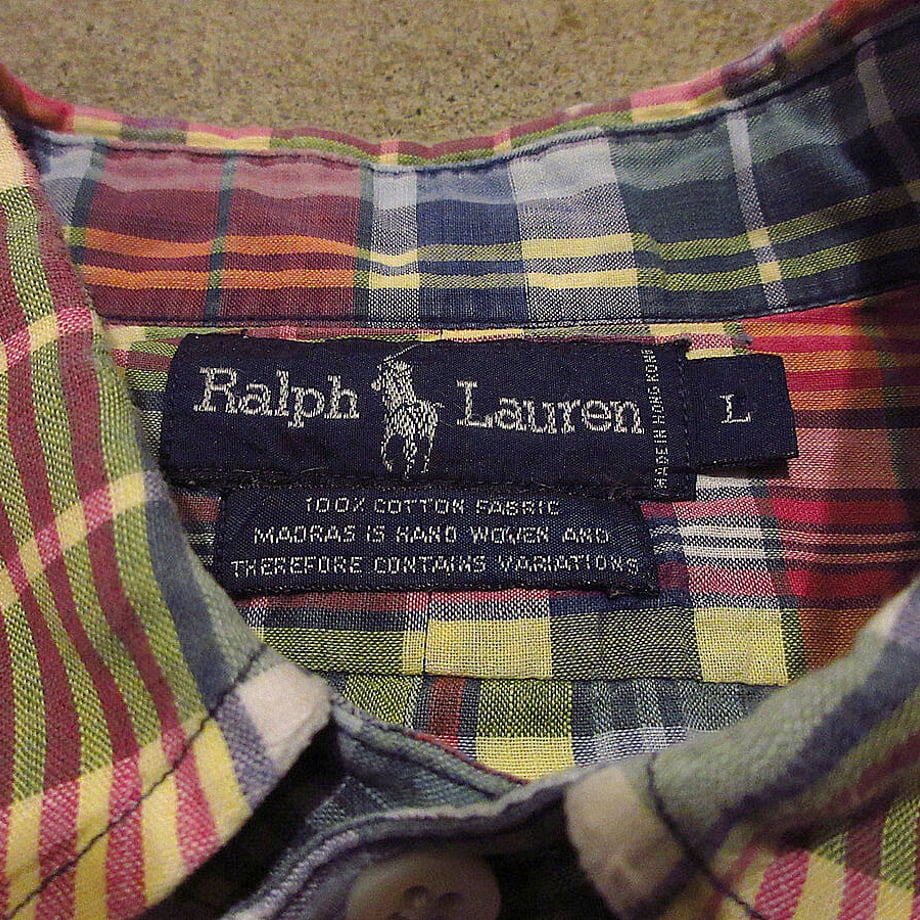 Ralph Lauren
MADE IN HONG KONG
L
100% COTTON FABRIC
MADRAS IS HAND WOVEN AND
THEREFORE CONTAINS VARIATIONS